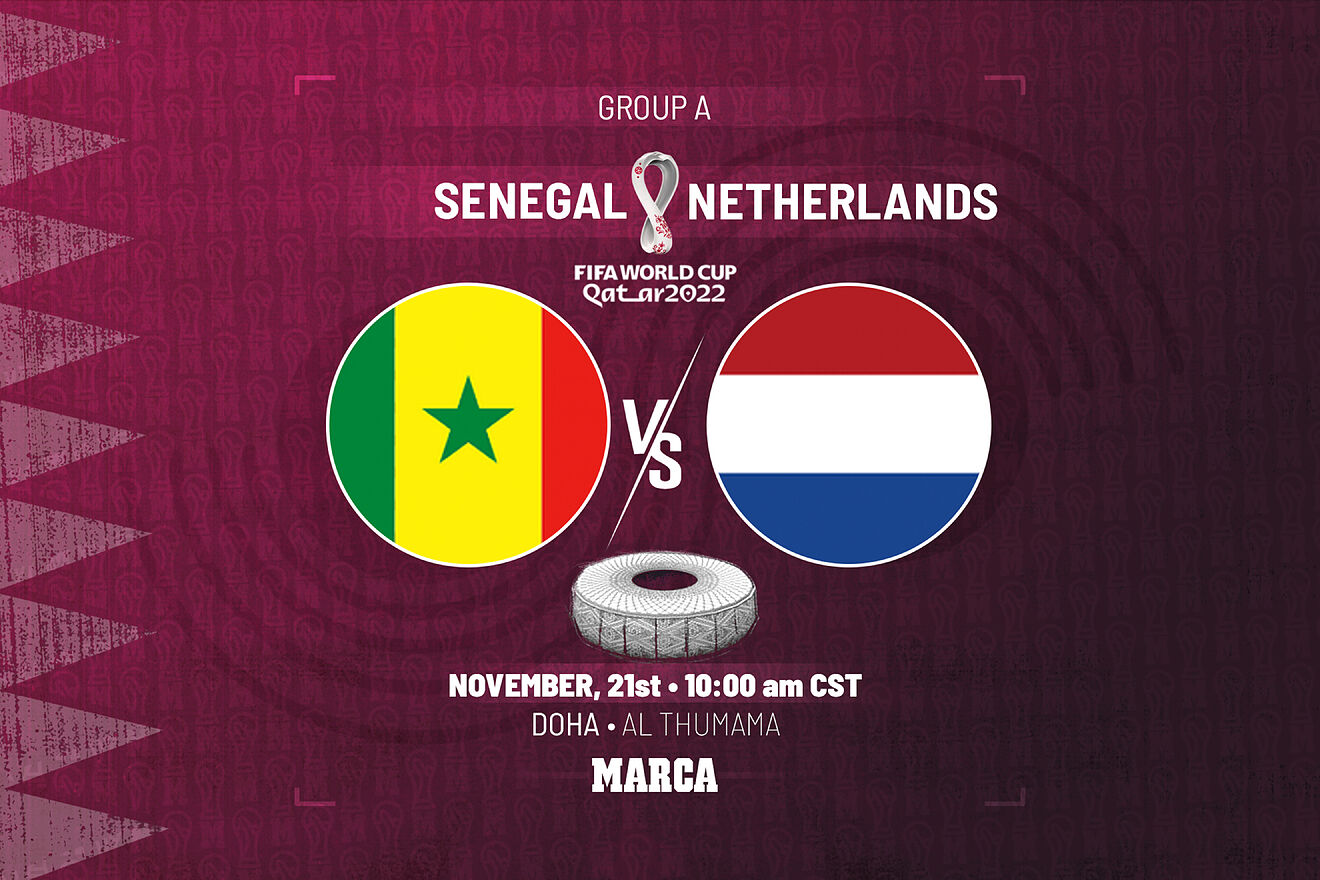 GROUP A
SENEGAL NETHERLANDS
FIFA WORLD CUP
Qatar2022
VS
NOVEMBER, 21st • 10:00 am CST
DOHA • AL THUMAMA
MARCA